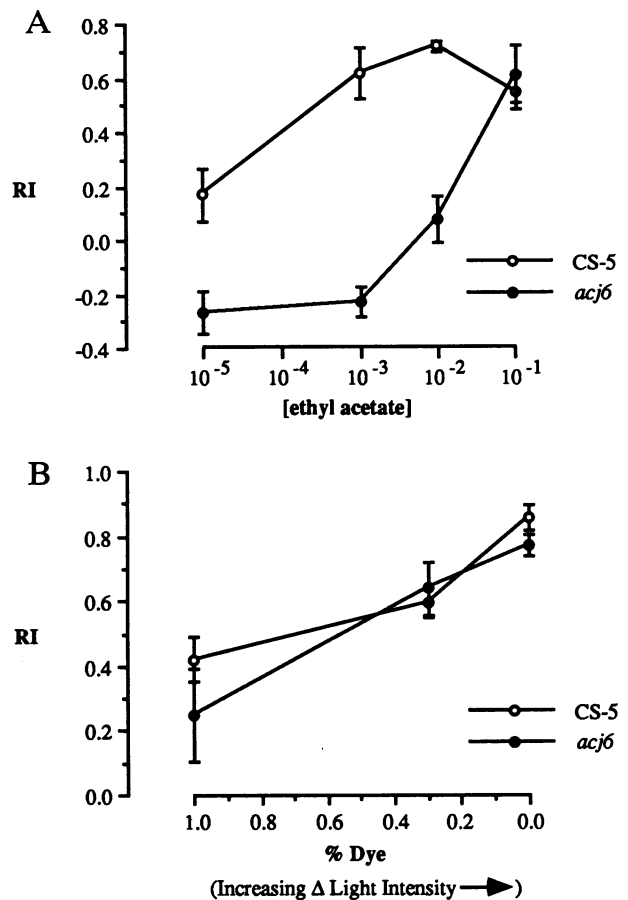 A
0.8
0.6
0.4
RI
0.2
0.0
-0.2
-0.4
CS-5
acj6
10-5 10-4 10-3 10-2 10-1
[ethyl acetate]
B
1.0
0.8
0.6
RI
0.4
0.2
0.0
CS-5
acj6
1.0 0.8 0.6 0.4 0.2 0.0
% Dye
(Increasing Δ Light Intensity → )